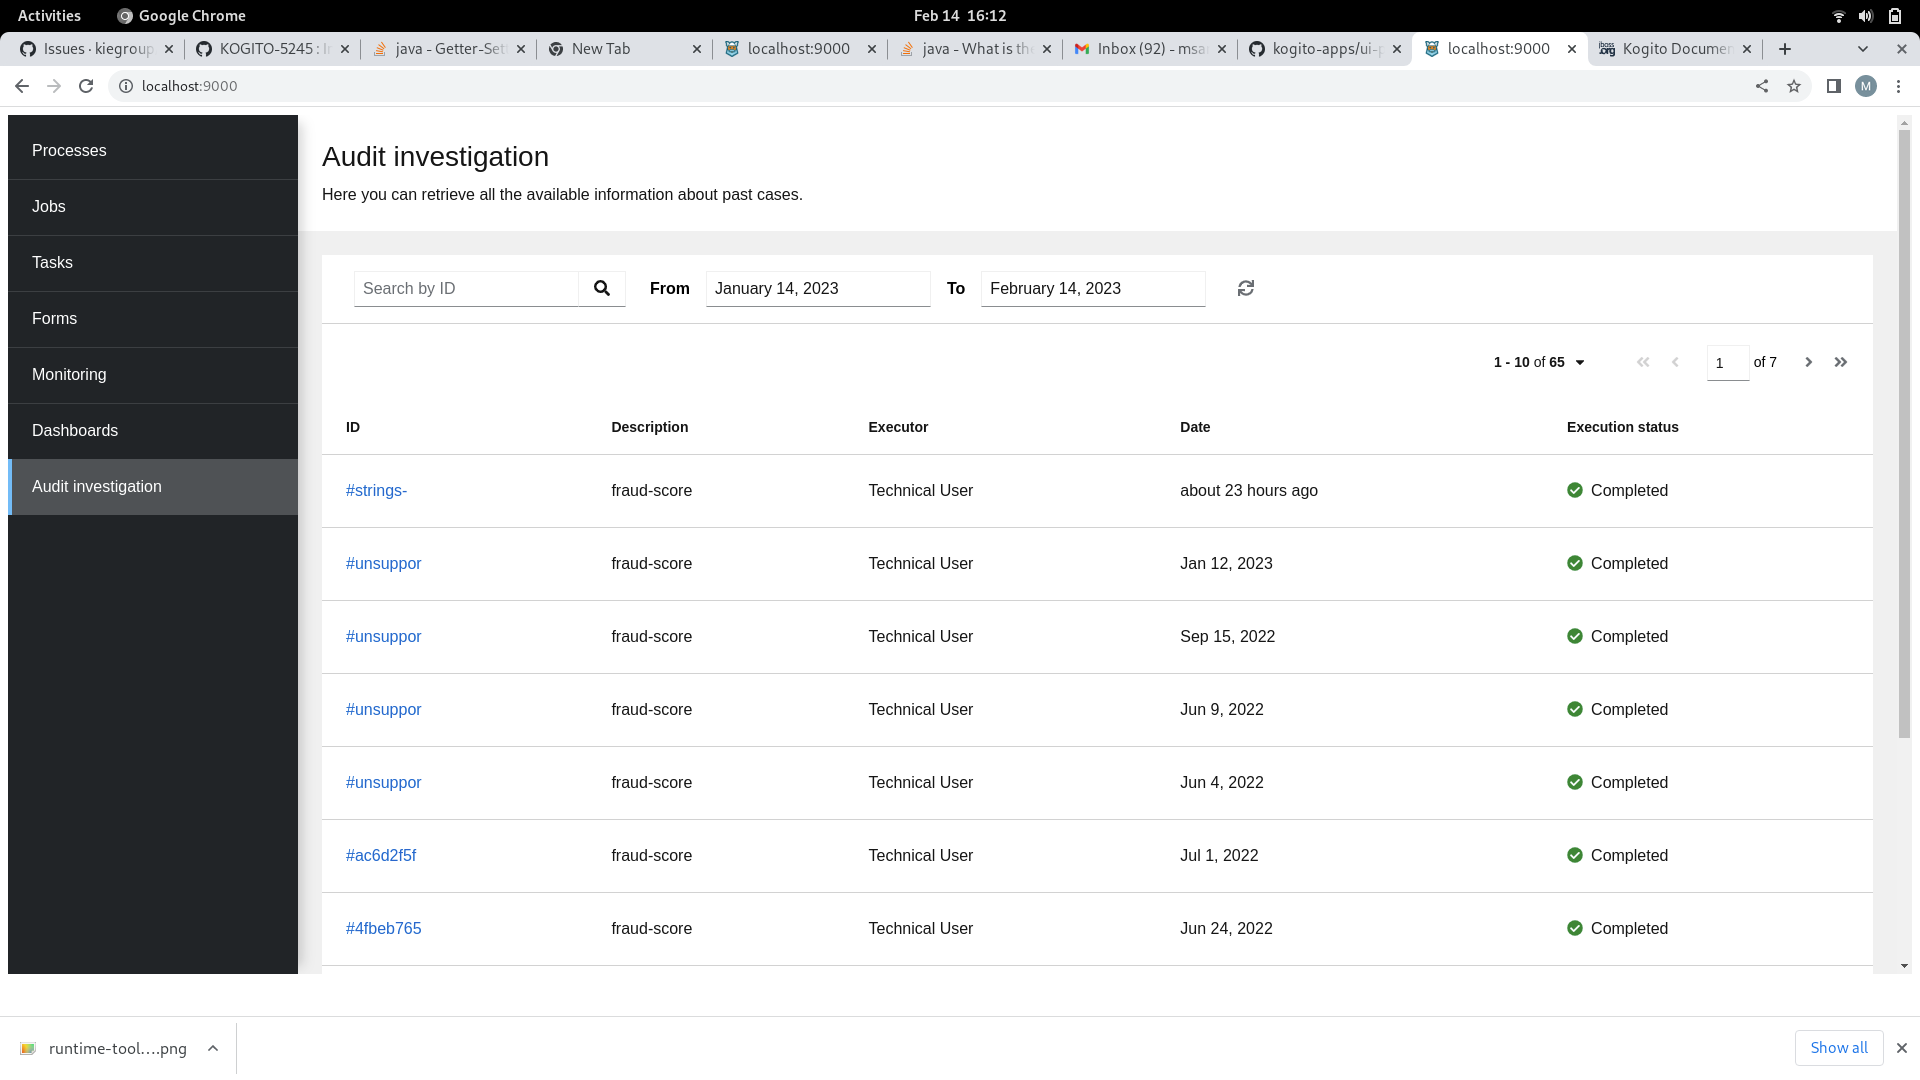 Activities
Google Chrome
Feb 14 16:12
Issues · kiegroup
KOGITO-5245 : I
java - Getter-Set
New Tab
localhost:9000
java - What is the
Inbox (92) - msa
kogito-apps/ui-p
localhost:9000
Kogito Documen
localhost:9000
M
Processes
Jobs
Tasks
Forms
Monitoring
Dashboards
Audit investigation
Audit investigation
Here you can retrieve all the available information about past cases.
Search by ID From January 14, 2023 To February 14, 2023
1 - 10 of 65 1 of 7
ID Description Executor Date Execution status
#strings- fraud-score Technical User about 23 hours ago Completed
#unsuppor fraud-score Technical User Jan 12, 2023 Completed
#unsuppor fraud-score Technical User Sep 15, 2022 Completed
#unsuppor fraud-score Technical User Jun 9, 2022 Completed
#unsuppor fraud-score Technical User Jun 4, 2022 Completed
#ac6d2f5f fraud-score Technical User Jul 1, 2022 Completed
#4fbeb765 fraud-score Technical User Jun 24, 2022 Completed
runtime-tool....png
Show all